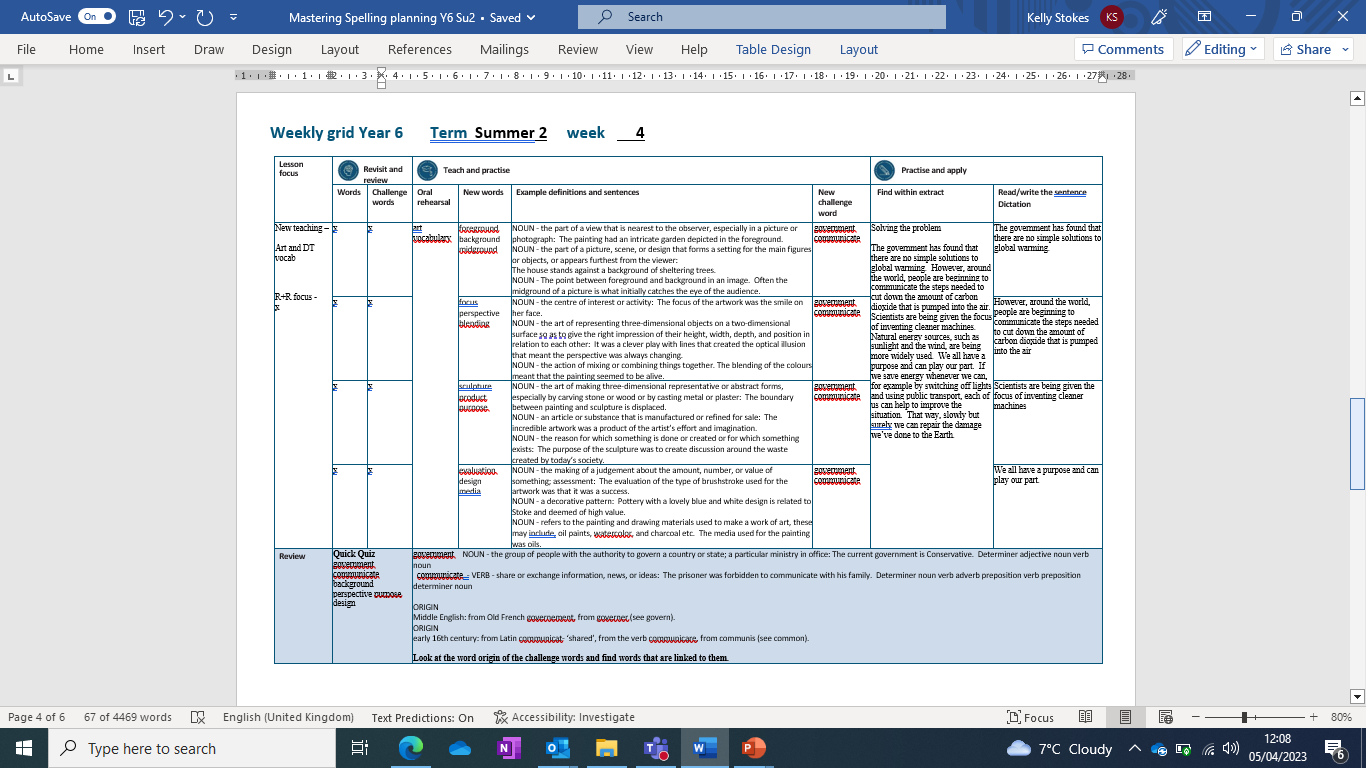 AutoSave On Mastering Spelling planning Y6 Su2 • Saved Search Kelly Stokes KS
File Home Insert Draw Design Layout References Mailings Review View Help Table Design Layout Comments Editing Share
1 1 2 3 4 5 6 7 8 9 10 11 12 13 14 15 16 17 18 19 20 21 22 23 24 25 26 27 28
Weekly grid Year 6 Term Summer 2 week 4
Lesson
focus
Revisit and
review
Teach and practise
Practise and apply
Words
Challenge
words
Oral
rehearsal
New words
Example definitions and sentences
New
challenge
word
Find within extract
Read/write the sentence
Dictation
New teaching –
Art and DT
vocab
R+R focus -
x
x
x
art
vocabulary
foreground
background
midground
NOUN - the part of a view that is nearest to the observer, especially in a picture or
photograph: The painting had an intricate garden depicted in the foreground.
NOUN - the part of a picture, scene, or design that forms a setting for the main figures
or objects, or appears furthest from the viewer:
The house stands against a background of sheltering trees.
NOUN - The point between foreground and background in an image. Often the
midground of a picture is what initially catches the eye of the audience.
government
communicate
Solving the problem
The government has found that
there are no simple solutions to
global warming. However, around
the world, people are beginning to
communicate the steps needed to
cut down the amount of carbon
dioxide that is pumped into the air.
Scientists are being given the focus
of inventing cleaner machines.
Natural energy sources, such as
sunlight and the wind, are being
more widely used. We all have a
purpose and can play our part. If
we save energy whenever we can,
for example by switching off lights
and using public transport, each of
us can help to improve the
situation. That way, slowly but
surely we can repair the damage
we've done to the Earth.
The government has found that
there are no simple solutions to
global warming.
x
x
focus
perspective
blending
NOUN - the centre of interest or activity: The focus of the artwork was the smile on
her face.
NOUN - the art of representing three-dimensional objects on a two-dimensional
surface so as to give the right impression of their height, width, depth, and position in
relation to each other: It was a clever play with lines that created the optical illusion
that meant the perspective was always changing.
NOUN - the action of mixing or combining things together. The blending of the colours
meant that the painting seemed to be alive.
government
communicate
However, around the world,
people are beginning to
communicate the steps needed
to cut down the amount of
carbon dioxide that is pumped
into the air
x
x
sculpture
product
purpose
NOUN - the art of making three-dimensional representative or abstract forms,
especially by carving stone or wood or by casting metal or plaster: The boundary
between painting and sculpture is displaced.
NOUN - an article or substance that is manufactured or refined for sale: The
incredible artwork was a product of the artist's effort and imagination.
NOUN - the reason for which something is done or created or for which something
exists: The purpose of the sculpture was to create discussion around the waste
created by today's society.
government
communicate
Scientists are being given the
focus of inventing cleaner
machines
x
x
evaluation
design
media
NOUN - the making of a judgement about the amount, number, or value of
something; assessment: The evaluation of the type of brushstroke used for the
artwork was that it was a success.
NOUN - a decorative pattern: Pottery with a lovely blue and white design is related to
Stoke and deemed of high value.
NOUN - refers to the painting and drawing materials used to make a work of art, these
may include, oil paints, watercolor, and charcoal etc. The media used for the painting
was oils.
government
communicate
We all have a purpose and can
play our part.
Review
Quick Quiz
government
communicate
background
perspective purpose
design
government NOUN - the group of people with the authority to govern a country or state; a particular ministry in office: The current government is Conservative. Determiner adjective noun verb
noun
communicate – VERB - share or exchange information, news, or ideas: The prisoner was forbidden to communicate with his family. Determiner noun verb adverb preposition verb preposition
determiner noun
ORIGIN
Middle English: from Old French governement, from governer (see govern).
ORIGIN
early 16th century: from Latin communicat- ‘shared’, from the verb communicare, from communis (see common).
Look at the word origin of the challenge words and find words that are linked to them.
Page 4 of 6 67 of 4469 words English (United Kingdom) Text Predictions: On Accessibility: Investigate Focus 80%
Type here to search 7°C Cloudy 12:08
05/04/2023 6